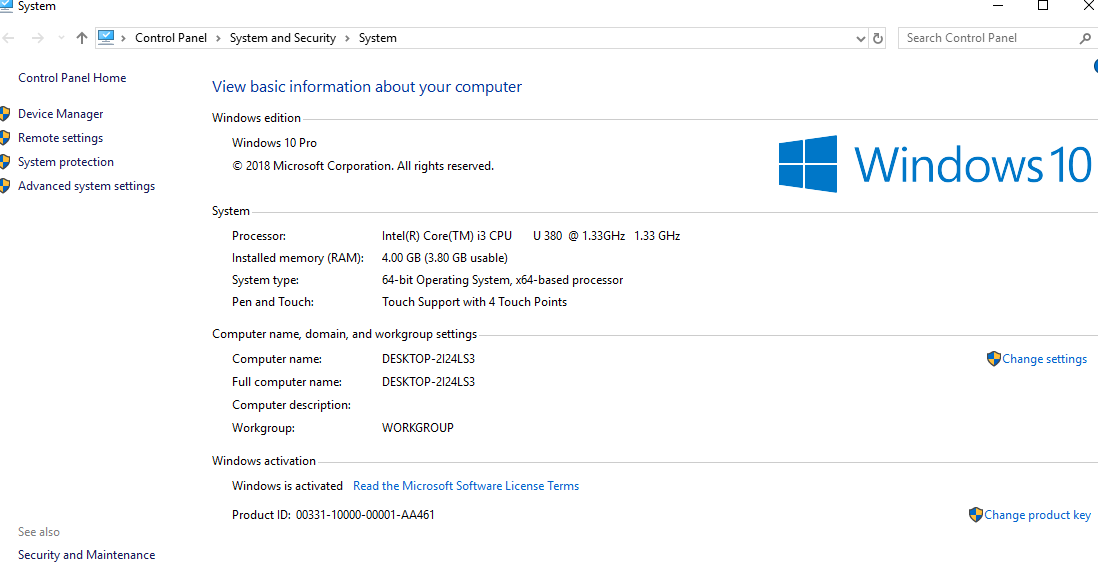 System
Control Panel › System and Security › System
Search Control Panel
Control Panel Home
Device Manager
Remote settings
System protection
Advanced system settings
See also
Security and Maintenance
View basic information about your computer
Windows edition
Windows 10 Pro
© 2018 Microsoft Corporation. All rights reserved.
Windows 10
System
Processor: Intel(R) Core(TM) i3 CPU U 380 @ 1.33GHz 1.33 GHz
Installed memory (RAM): 4.00 GB (3.80 GB usable)
System type: 64-bit Operating System, x64-based processor
Pen and Touch: Touch Support with 4 Touch Points
Computer name, domain, and workgroup settings
Computer name: DESKTOP-2I24LS3
Change settings
Full computer name: DESKTOP-2I24LS3
Computer description:
Workgroup: WORKGROUP
Windows activation
Windows is activated Read the Microsoft Software License Terms
Product ID: 00331-10000-00001-AA461
Change product key